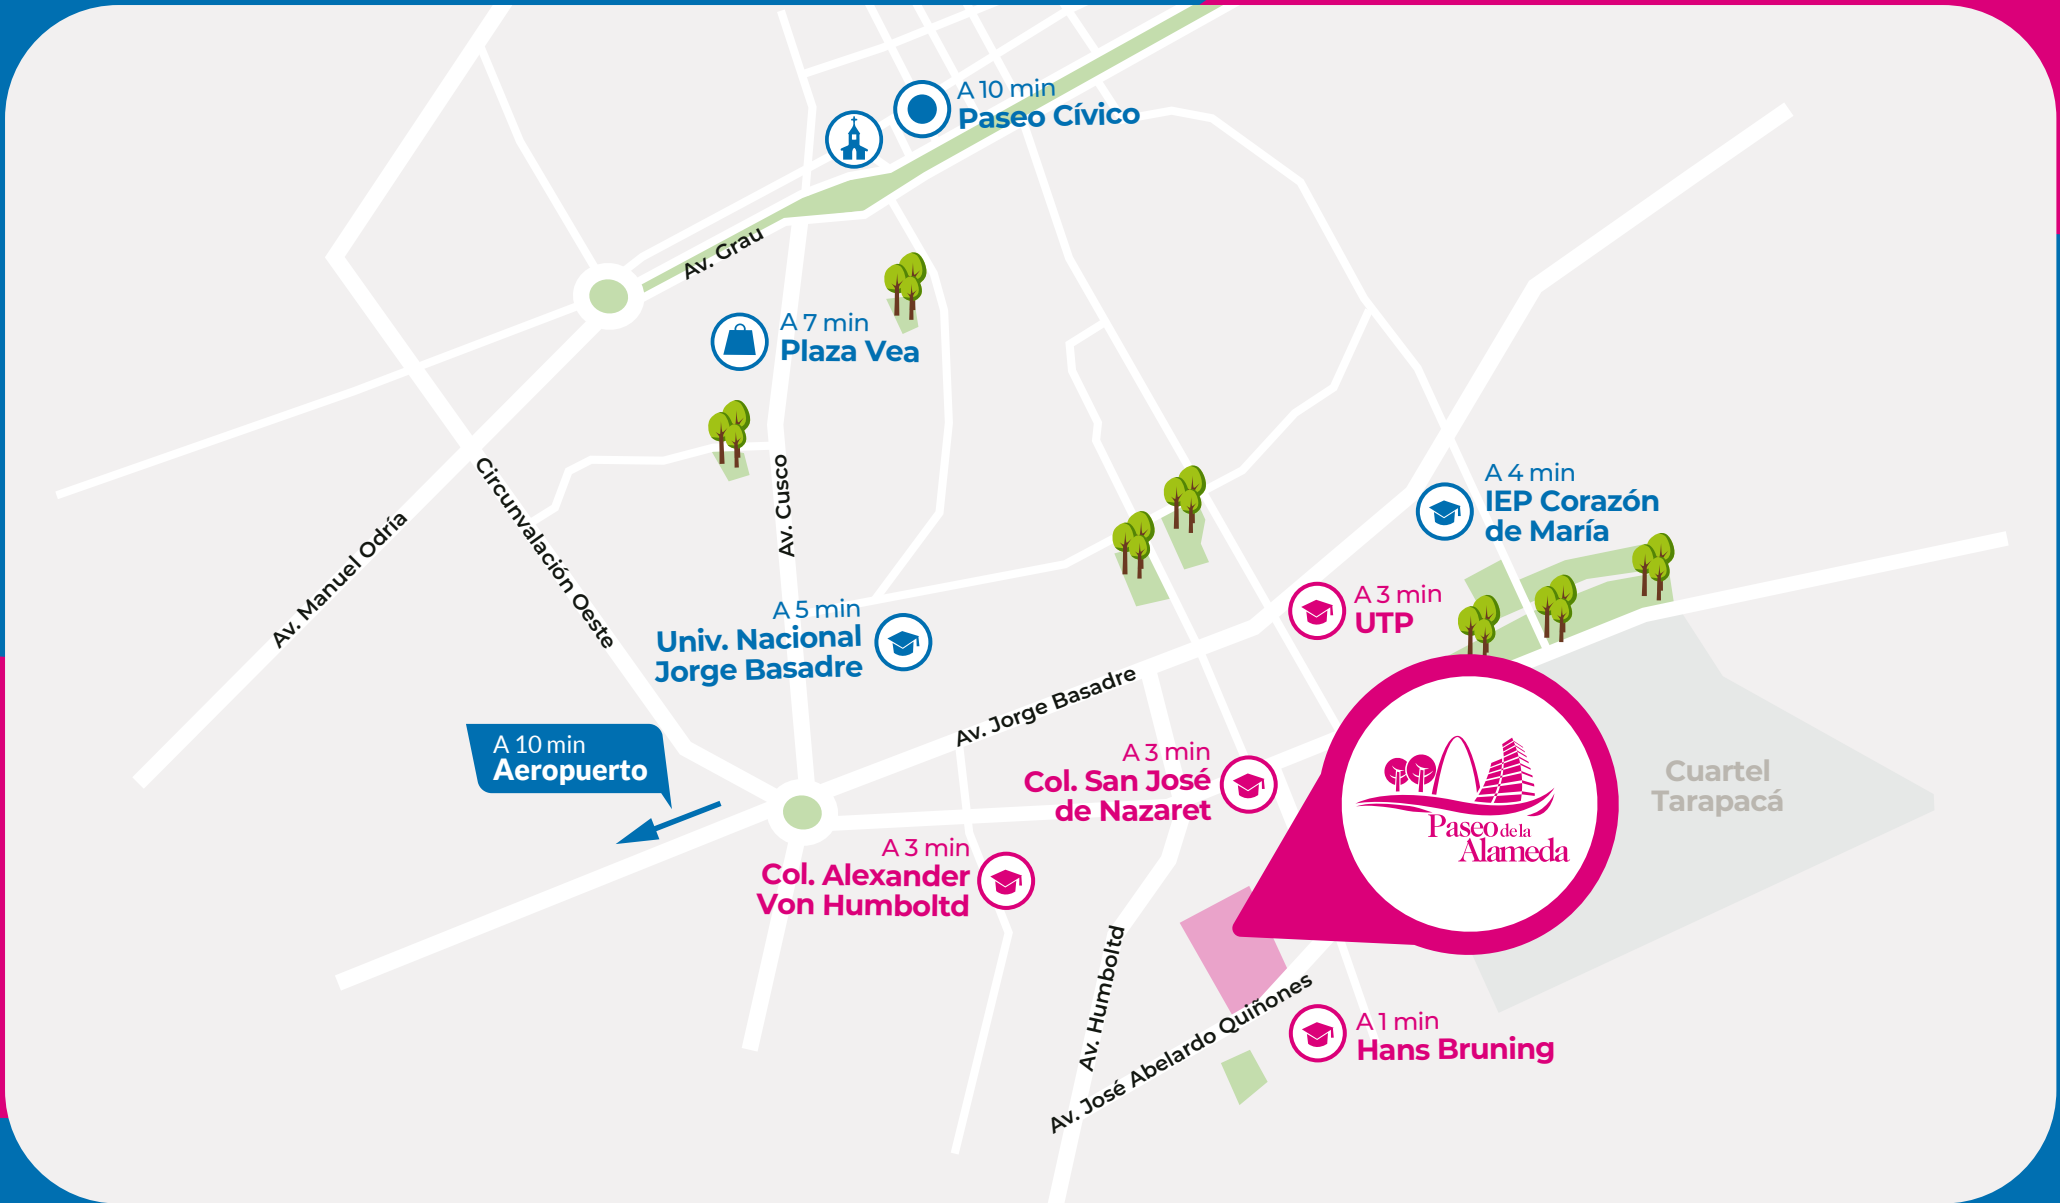 A 10 min
Paseo Cívico
Av. Grau
A 7 min
Plaza Vea
Av. Cusco
Circunvalación Oeste
Av. Manuel Odría
A 4 min
IEP Corazón
de María
A 3 min
UTP
A 5 min
Univ. Nacional
Jorge Basadre
Av. Jorge Basadre
A 10 min
Aeropuerto
A 3 min
Col. San José
de Nazaret
Cuartel
Tarapacá
Paseo de la
Alameda
A 3 min
Col. Alexander
Von Humboltd
Av. Humboltd
Av. José Abelardo Quiñones
A 1 min
Hans Bruning